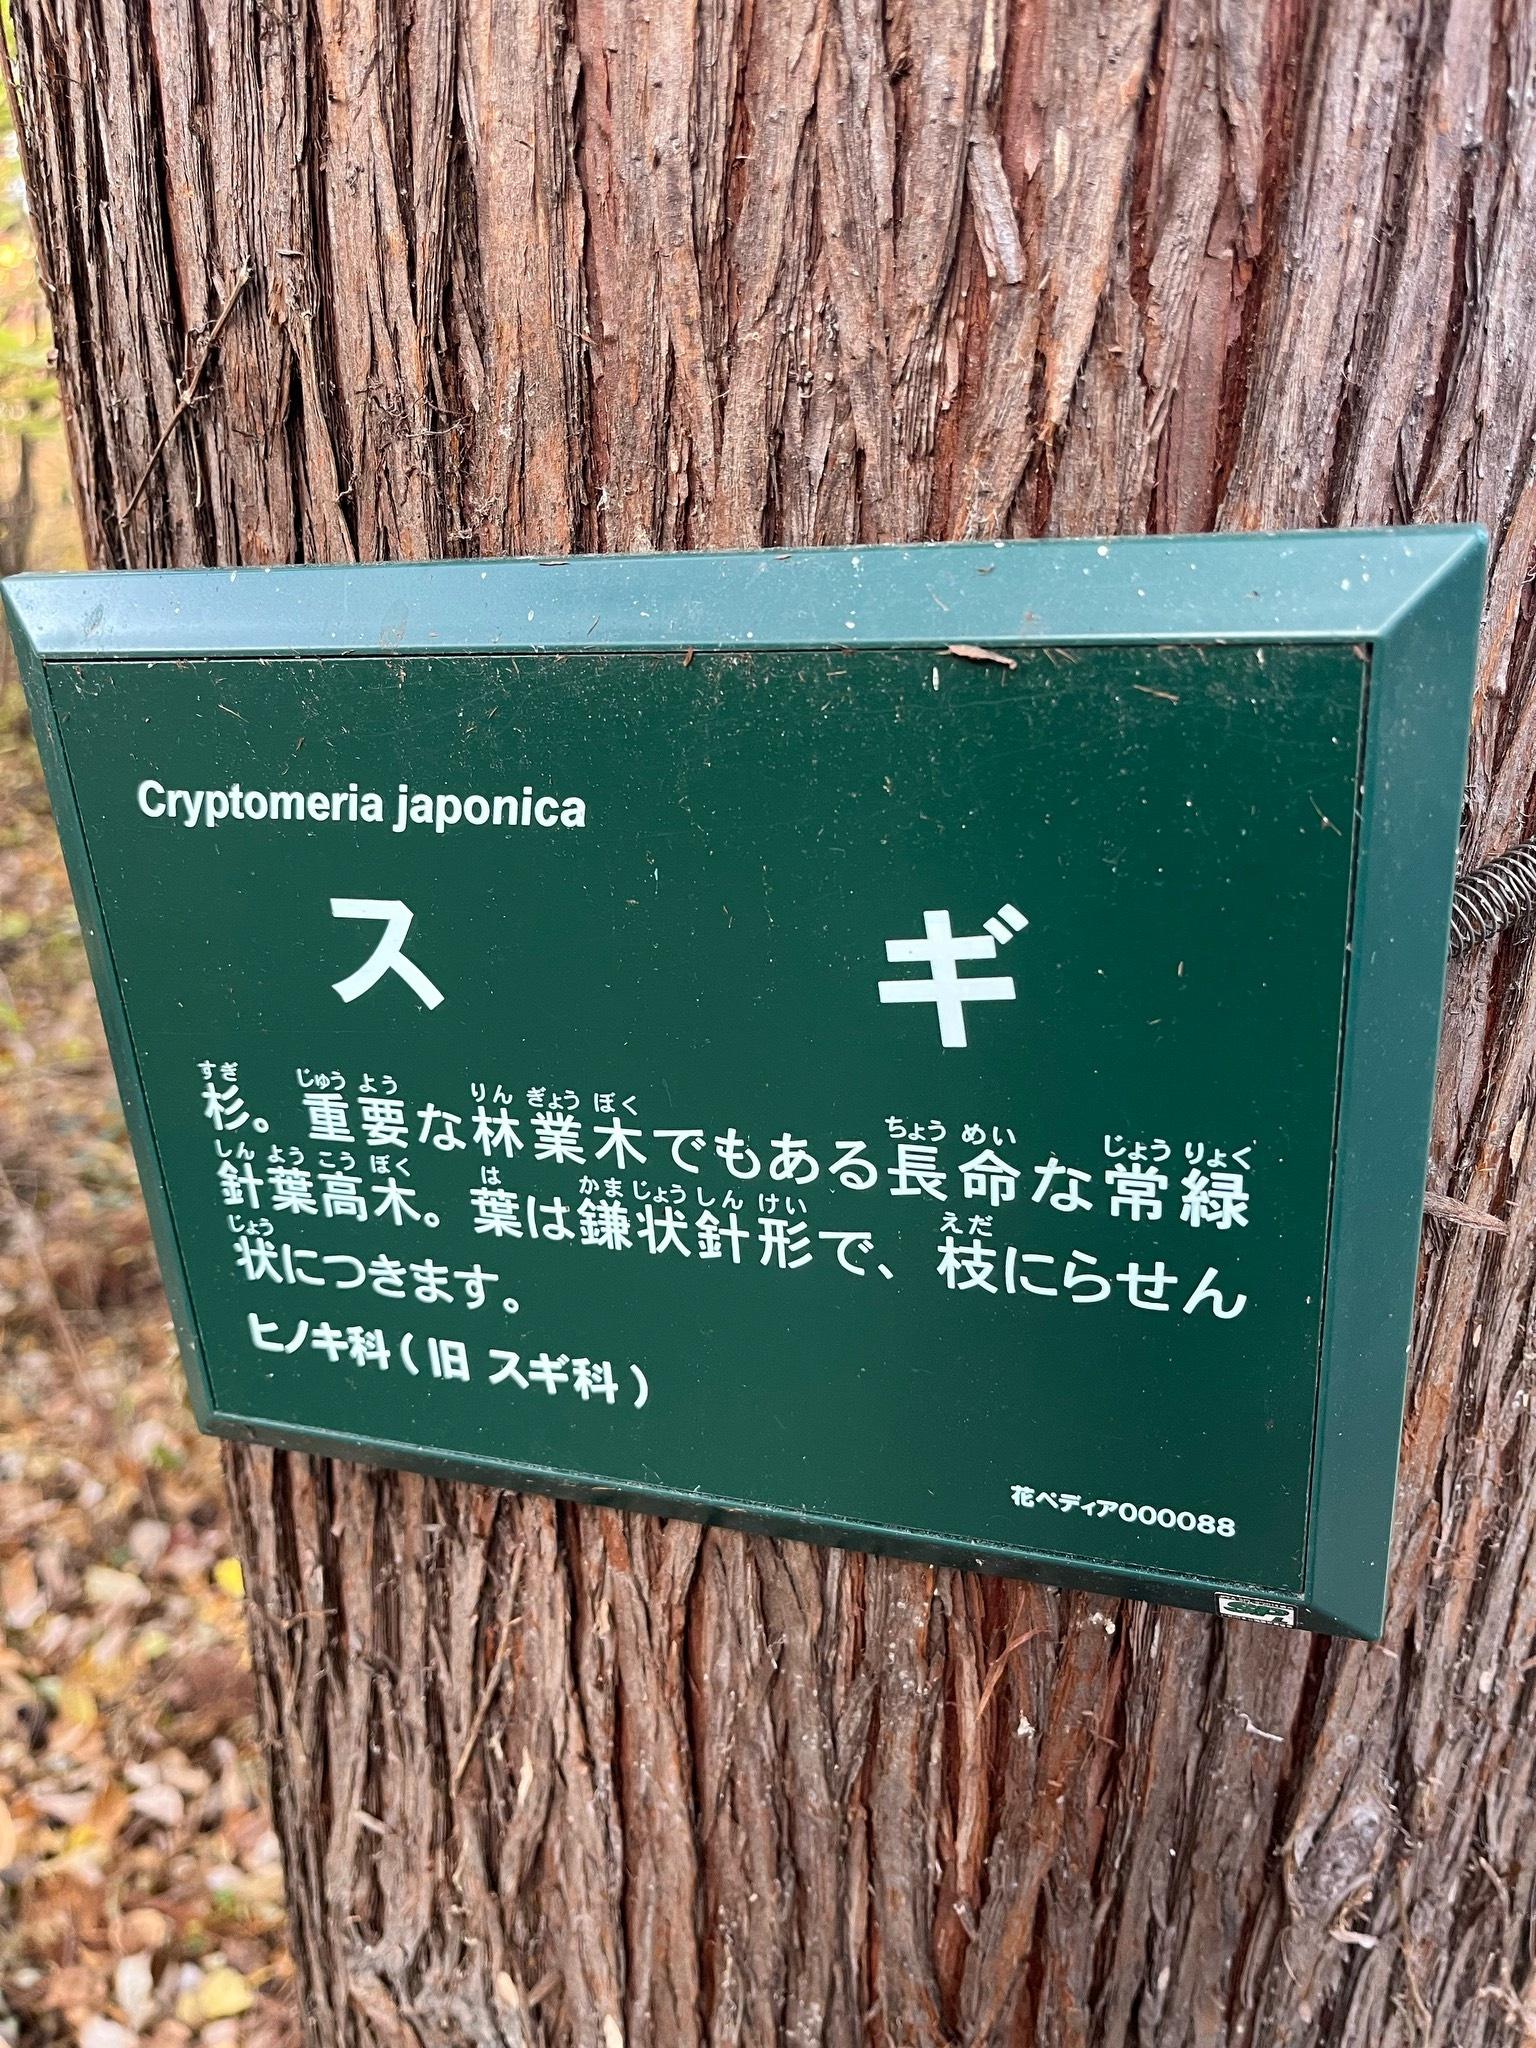 Cryptomeria japonica
スギ
杉。重要な林業木でもある長命な常緑
針葉高木。葉は鎌状針形で、枝にらせん
状につきます。
ヒノキ科(旧 スギ科)
花ペディア000088